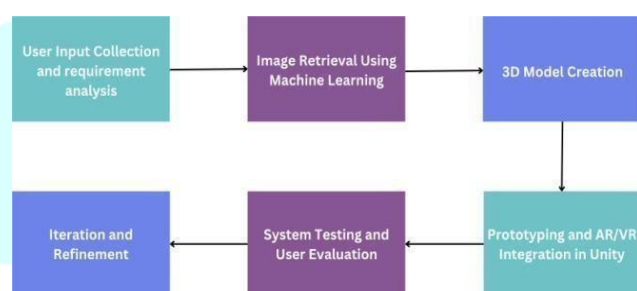 User Input Collection
and requirement
analysis
Image Retrieval Using
Machine Learning
3D Model Creation
Iteration and
Refinement
System Testing and
User Evaluation
Prototyping and AR/VR
Integration in Unity